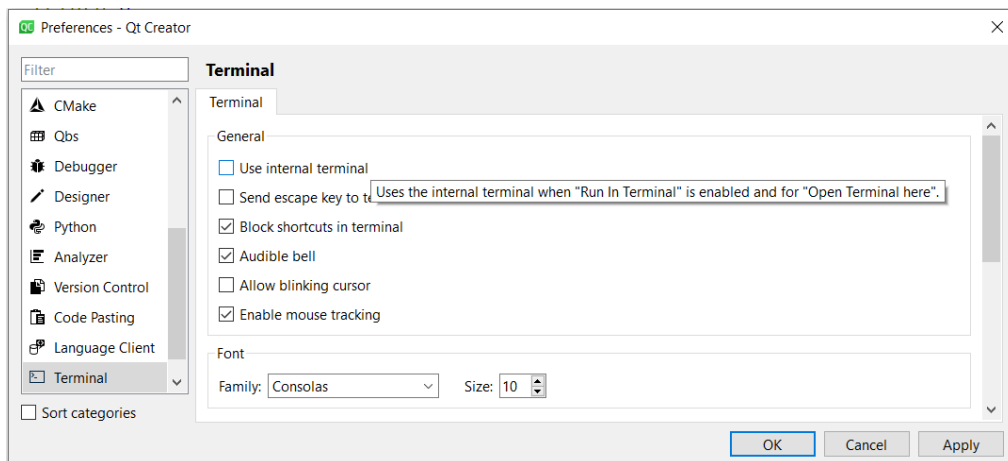 Preferences - Qt Creator
Filter
CMake
Qbs
Debugger
Designer
Python
Analyzer
Version Control
Code Pasting
Language Client
Terminal
Sort categories
Terminal
Terminal
General
Use internal terminal
Uses the internal terminal when "Run In Terminal" is enabled and for "Open Terminal here".
Send escape key to te
Block shortcuts in terminal
Audible bell
Allow blinking cursor
Enable mouse tracking
Font
Family: Consolas Size: 10
OK Cancel Apply